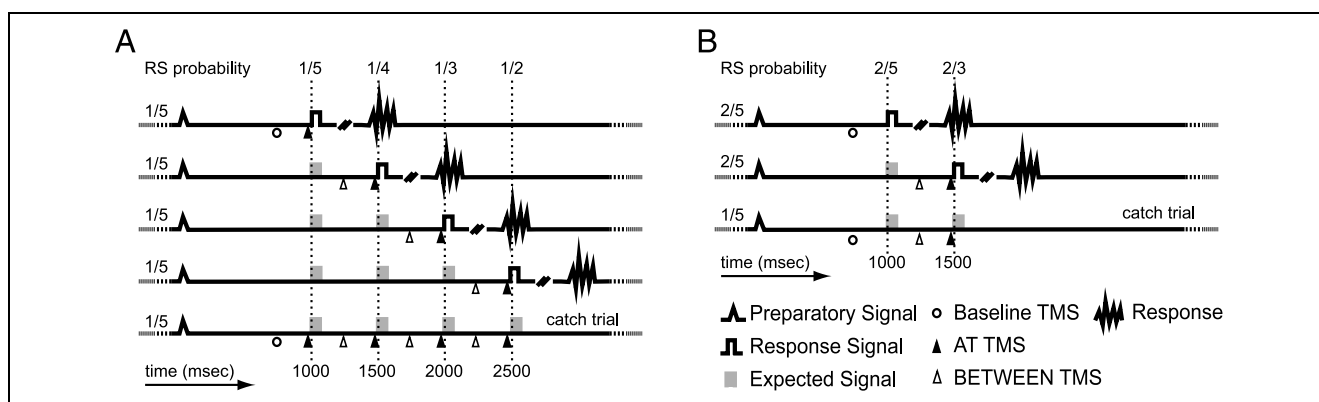 A
RS probability 1/5 1/4 1/3 1/2
1/5
1/5
1/5
1/5
1/5 catch trial
time (msec) 1000 1500 2000 2500
B
RS probability 2/5 2/3
2/5
2/5
1/5 catch trial
time (msec) 1000 1500
Preparatory Signal Baseline TMS Response
Response Signal AT TMS
Expected Signal BETWEEN TMS